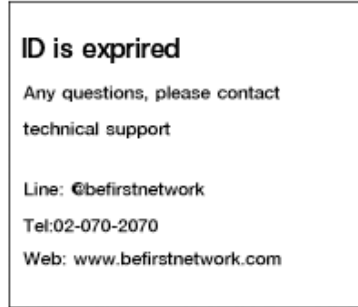 ID is exprired
Any questions, please contact
technical support
Line: @befirstnetwork
Tel:02-070-2070
Web: www.befirstnetwork.com